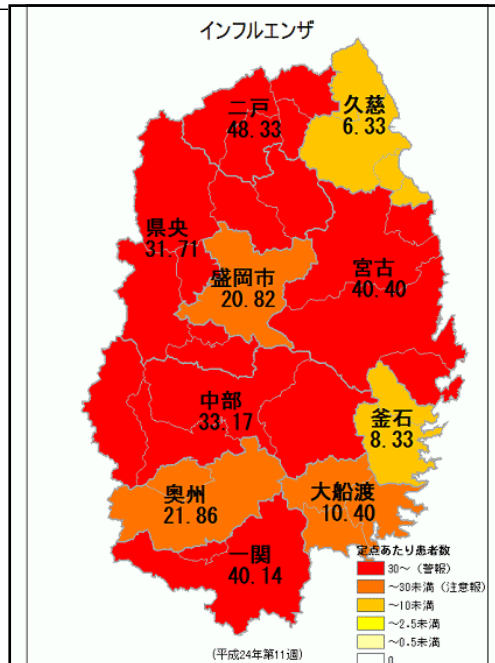 インフルエンザ
二戸
48.33
久慈
6.33
県央
31.71
盛岡市
20.82
宮古
40.40
中部
33.17
釜石
8.33
奥州
21.86
大船渡
10.40
一関
40.14
定点あたり患者数
30～（警報）
～30未満（注意報）
～10未満
～2.5未満
～0.5未満
0
(平成24年第11週)